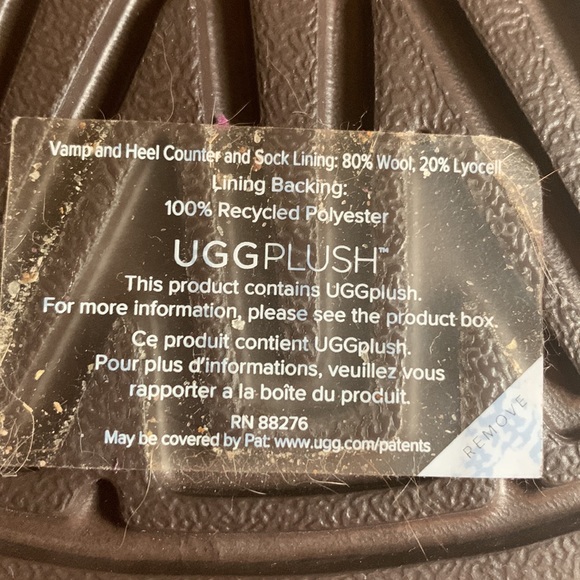 Vamp and Heel Counter and Sock Lining: 80% Wool, 20% Lyocell
Lining Backing:
100% Recycled Polyester
UGGPLUSH™
This product contains UGGplush.
For more information, please see the product box.
Ce produit contient UGGplush.
Pour plus d'informations, veuillez vous
rapporter a la boîte du produit.
RN 88276
May be covered by Pat: www.ugg.com/patents
REMOVE